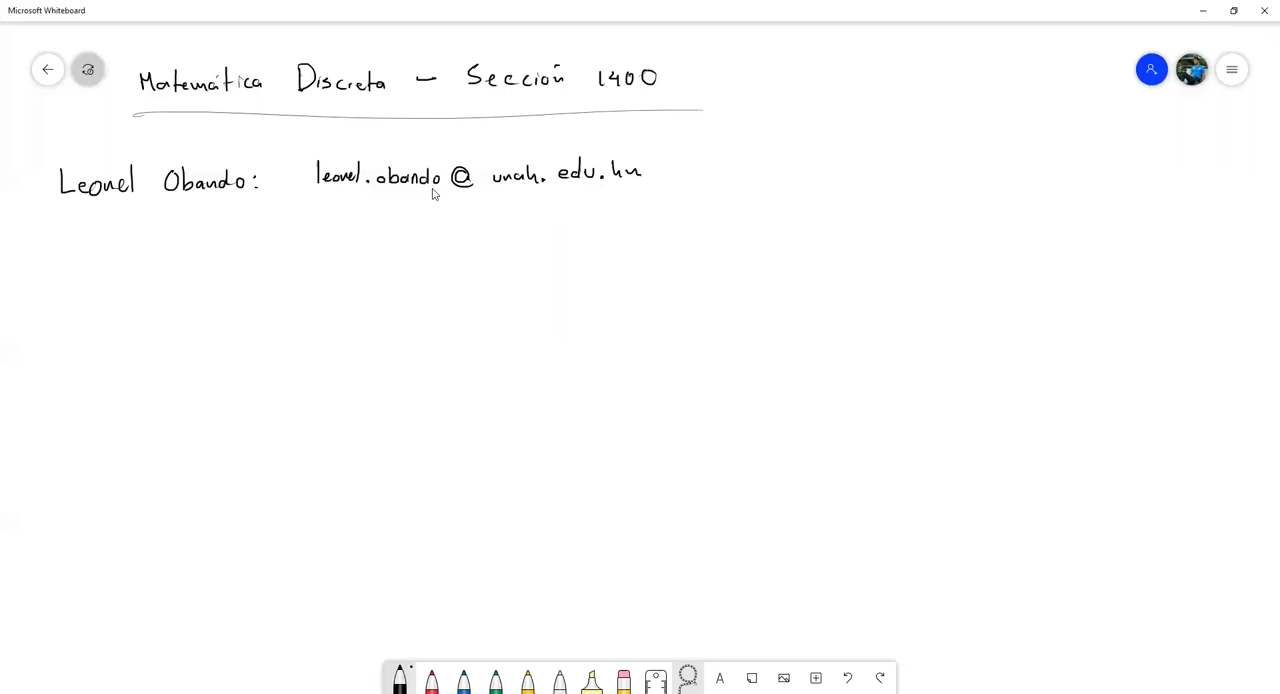 Microsoft Whiteboard
Matemática Discreta - Sección 1400
Leonel Obando: leonel.obando@unah.edu.hn